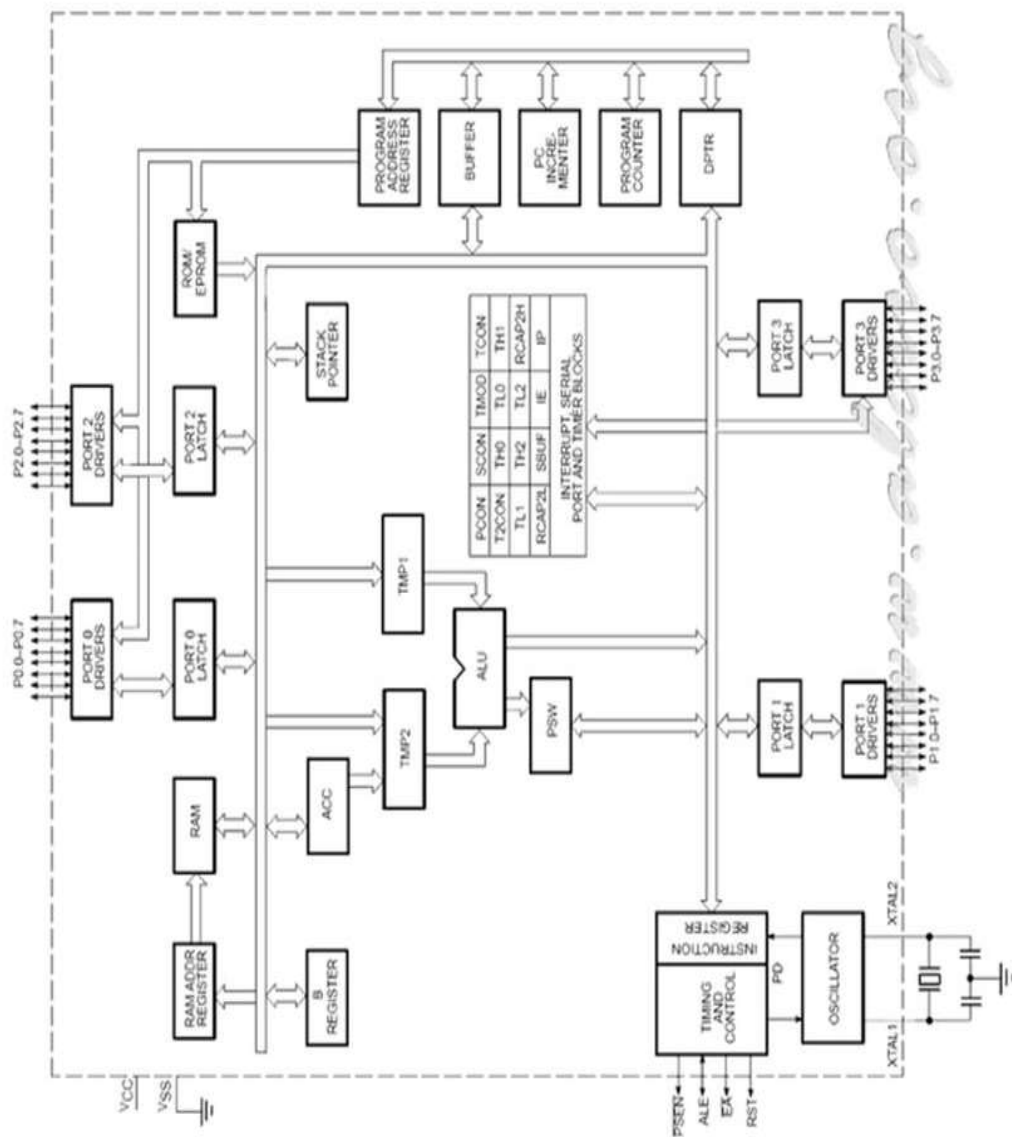 P0.0–P0.7
P2.0–P2.7
VCC
VSS
PORT 0
DRIVERS
PORT 2
DRIVERS
RAM ADDR
REGISTER
RAM
PORT 0
LATCH
PORT 2
LATCH
ROM/
EPROM
B
REGISTER
ACC
STACK
POINTER
PROGRAM
ADDRESS
REGISTER
TMP2
TMP1
BUFFER
ALU
PCON SCON TMOD TCON
T2CON TH0 TL0 TH1
TL1 TH2 TL2 RCAP2H
RCAP2L SBUF IE IP
INTERRUPT, SERIAL
PORT AND TIMER BLOCKS
PC
INCRE-
MENTER
PSW
PROGRAM
COUNTER
PSEN
ALE
EA
RST
TIMING
AND
CONTROL
INSTRUCTION
REGISTER
DPTR
PD
PORT 1
LATCH
PORT 3
LATCH
OSCILLATOR
PORT 1
DRIVERS
PORT 3
DRIVERS
XTAL1
XTAL2
P1.0–P1.7
P3.0–P3.7